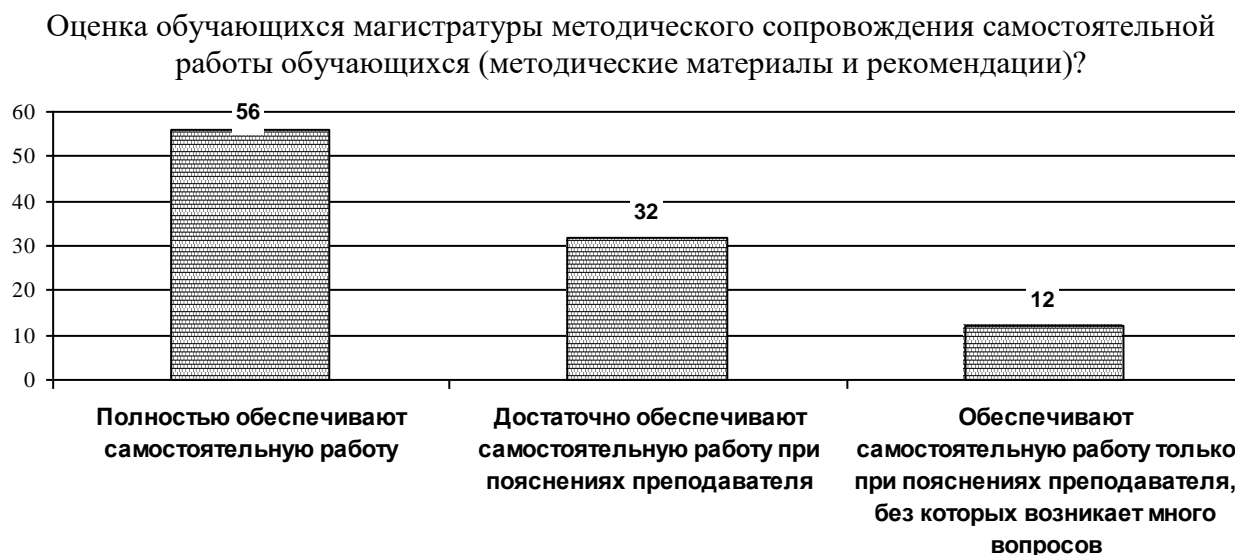 Оценка обучающихся магистратуры методического сопровождения самостоятельной
работы обучающихся (методические материалы и рекомендации)?
60
50
40
30
20
10
0
56
32
12
Полностью обеспечивают
самостоятельную работу
Достаточно обеспечивают
самостоятельную работу при
пояснениях преподавателя
Обеспечивают
самостоятельную работу только
при пояснениях преподавателя,
без которых возникает много
вопросов